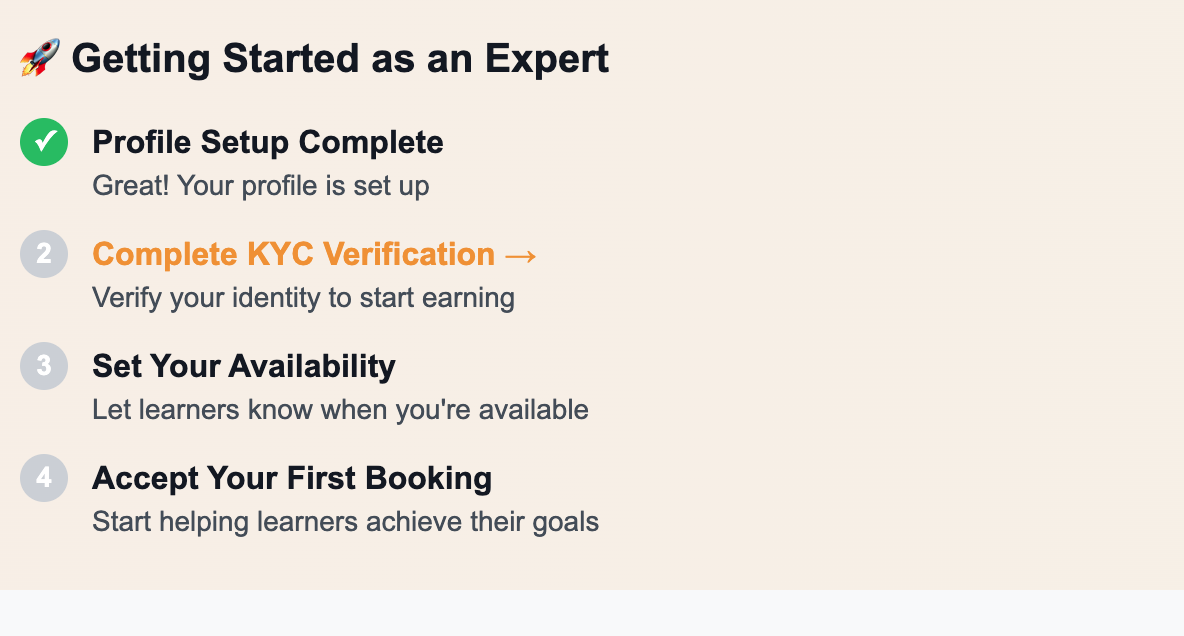 🚀 Getting Started as an Expert
✓ Profile Setup Complete
Great! Your profile is set up
2 Complete KYC Verification →
Verify your identity to start earning
3 Set Your Availability
Let learners know when you're available
4 Accept Your First Booking
Start helping learners achieve their goals